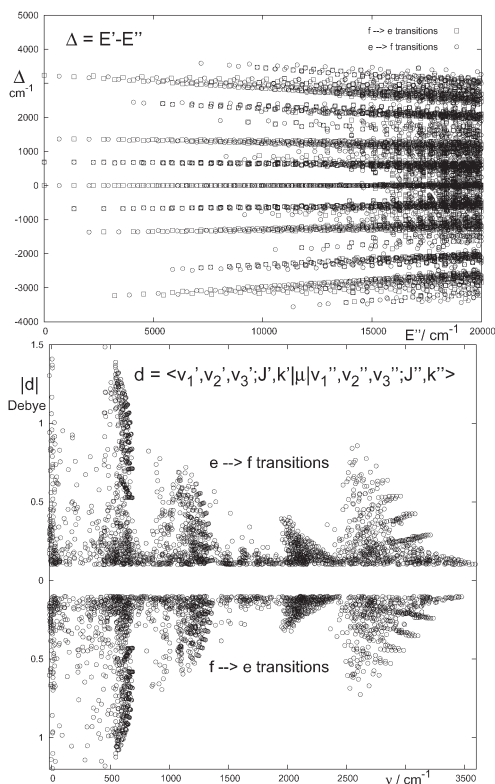 5000
4000
3000
2000
1000
0
-1000
-2000
-3000
-4000
Δ
cm-1
Δ = E'-E''
f --> e transitions
e --> f transitions
0
5000
10000
15000
20000
E''/ cm-1
1.5
|d|
Debye
1
0.5
0
0.5
1
d = <v1',v2',v3';J',k'|μ|v1'',v2'',v3'';J'',k''>
e --> f transitions
f --> e transitions
0
500
1000
1500
2000
2500
3000
3500
ν / cm-1